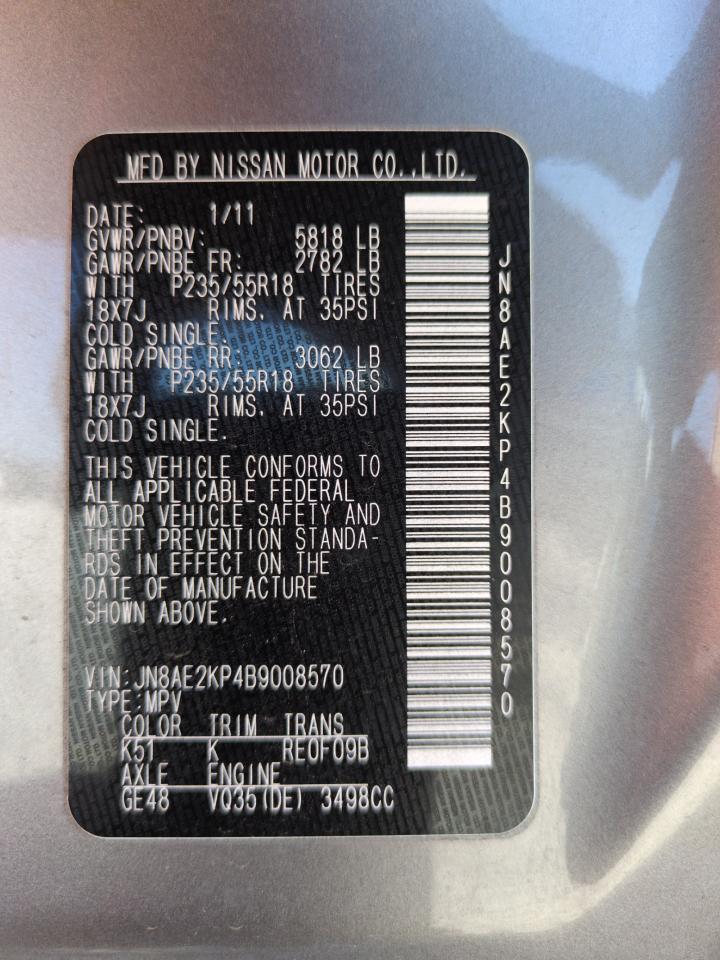 MFD BY NISSAN MOTOR CO.,LTD.
DATE: 1/11
GVWR/PNBV: 5818 LB
GAWR/PNBE FR: 2782 LB
WITH P235/55R18 TIRES
18X7J RIMS. AT 35PSI
COLD SINGLE.
GAWR/PNBE RR: 3062 LB
WITH P235/55R18 TIRES
18X7J RIMS. AT 35PSI
COLD SINGLE.
THIS VEHICLE CONFORMS TO
ALL APPLICABLE FEDERAL
MOTOR VEHICLE SAFETY AND
THEFT PREVENTION STANDA-
RDS IN EFFECT ON THE
DATE OF MANUFACTURE
SHOWN ABOVE.
VIN:JN8AE2KP4B9008570
TYPE:MPV
COLOR TRIM TRANS
K51 K RE0F09B
AXLE ENGINE
GE48 VQ35(DE) 3498CC
JN8AE2KP4B9008570